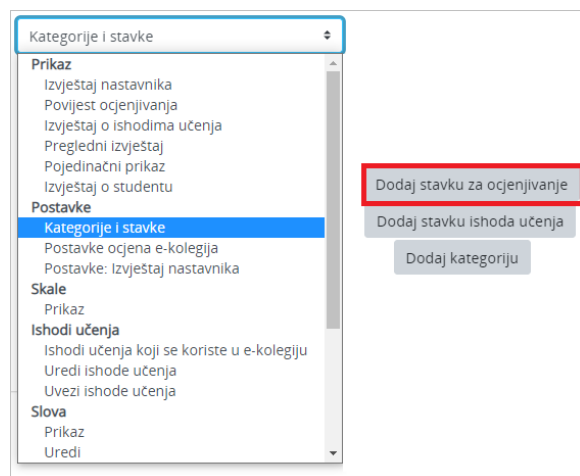 Kategorije i stavke
Prikaz
Izvještaj nastavnika
Povijest ocjenjivanja
Izvještaj o ishodima učenja
Pregledni izvještaj
Pojedinačni prikaz
Izvještaj o studentu
Postavke
Kategorije i stavke
Postavke ocjena e-kolegija
Postavke: Izvještaj nastavnika
Skale
Prikaz
Ishodi učenja
Ishodi učenja koji se koriste u e-kolegiju
Uredi ishode učenja
Uvezi ishode učenja
Slova
Prikaz
Uredi
Dodaj stavku za ocjenjivanje
Dodaj stavku ishoda učenja
Dodaj kategoriju